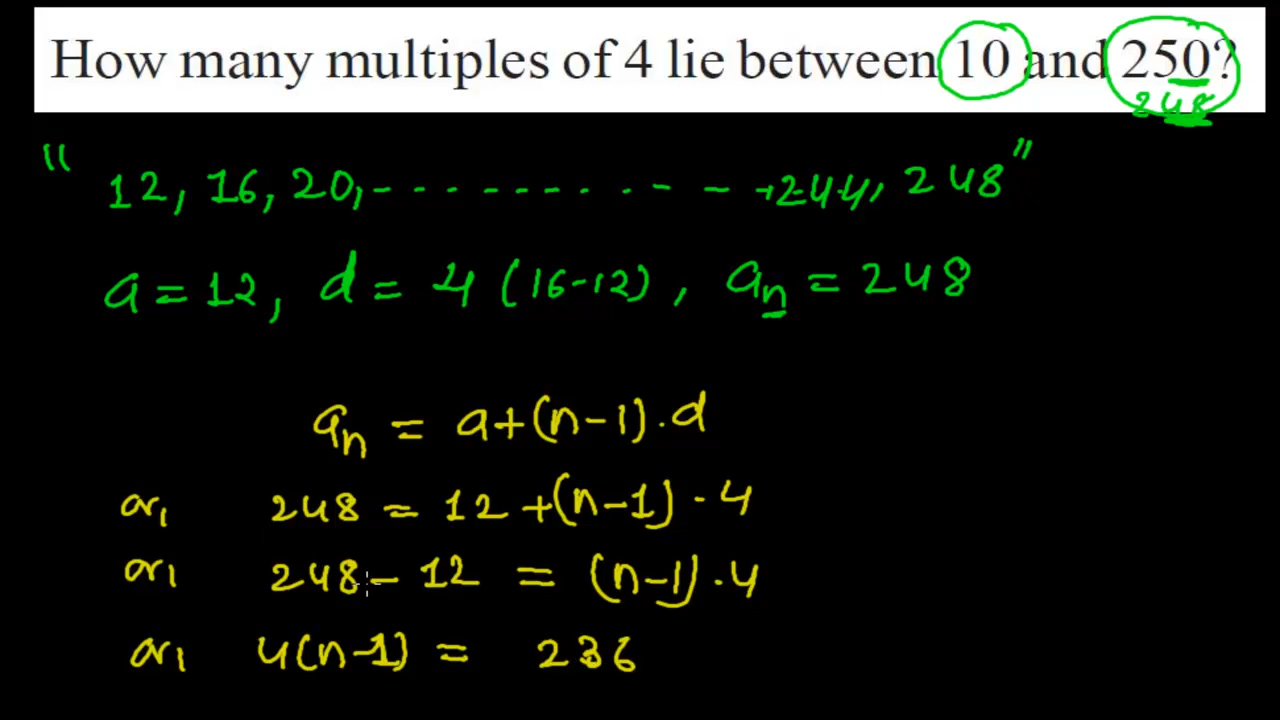 How many multiples of 4 lie between 10 and 250?
248
" 12, 16, 20, - - - - - - - - - - - , 244, 248 "
a = 12, d = 4 (16-12), aₙ = 248
aₙ = a+(n-1).d
or, 248 = 12 +(n-1) · 4
or, 248 - 12 = (n-1) · 4
or, 4(n-1) = 236